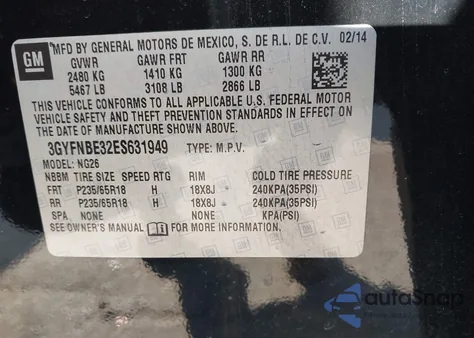 GM
MFD BY GENERAL MOTORS DE MEXICO, S. DE R.L. DE C.V. 02/14
GVWR GAWR FRT GAWR RR
2480 KG 1410 KG 1300 KG
5467 LB 3108 LB 2866 LB
THIS VEHICLE CONFORMS TO ALL APPLICABLE U.S. FEDERAL MOTOR
VEHICLE SAFETY AND THEFT PREVENTION STANDARDS IN EFFECT ON
THE DATE OF MANUFACTURE SHOWN ABOVE.
3GYFNBE32ES631949 TYPE: M.P.V.
MODEL: NG26
NBBM TIRE SIZE SPEED RTG RIM COLD TIRE PRESSURE
FRT P235/65R18 H 18X8J 240KPA(35PSI)
RR P235/65R18 H 18X8J 240KPA(35PSI)
SPA NONE NONE KPA(PSI)
SEE OWNER'S MANUAL FOR MORE INFORMATION.
autoSnap